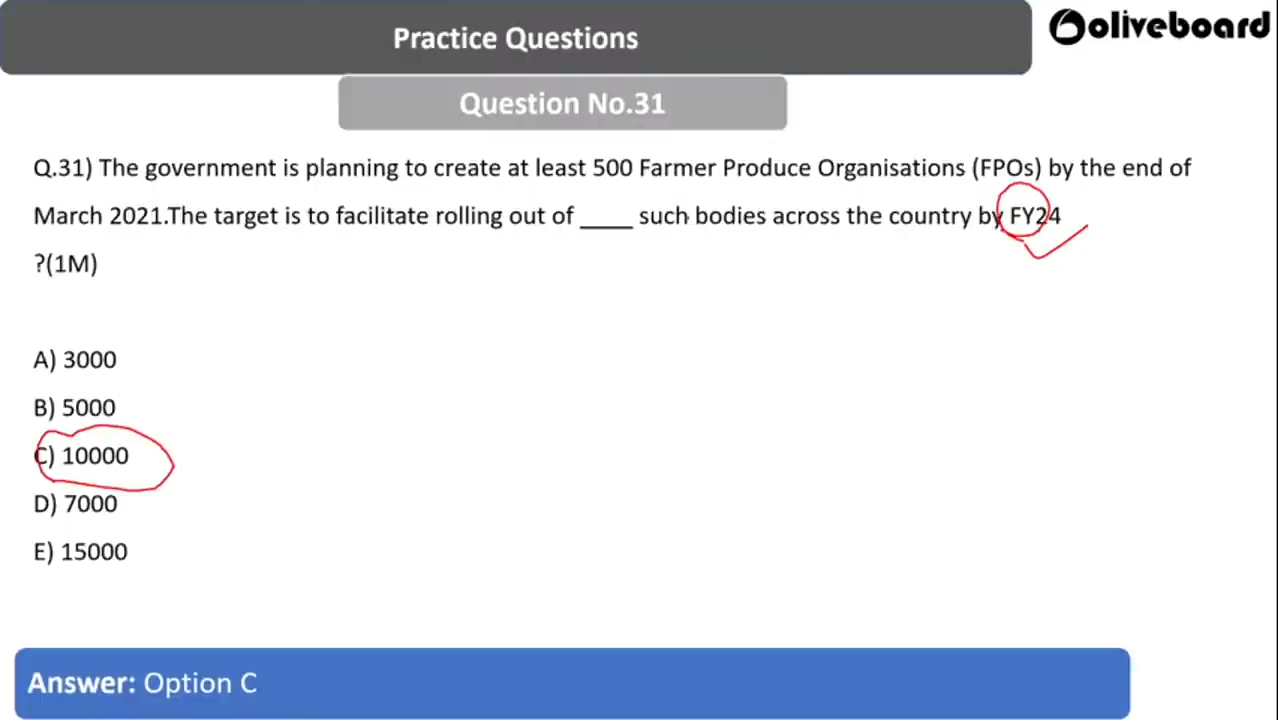 Practice Questions
oliveboard
Question No.31
Q.31) The government is planning to create at least 500 Farmer Produce Organisations (FPOs) by the end of
March 2021.The target is to facilitate rolling out of ____ such bodies across the country by FY24
?(1M)
A) 3000
B) 5000
C) 10000
D) 7000
E) 15000
Answer: Option C